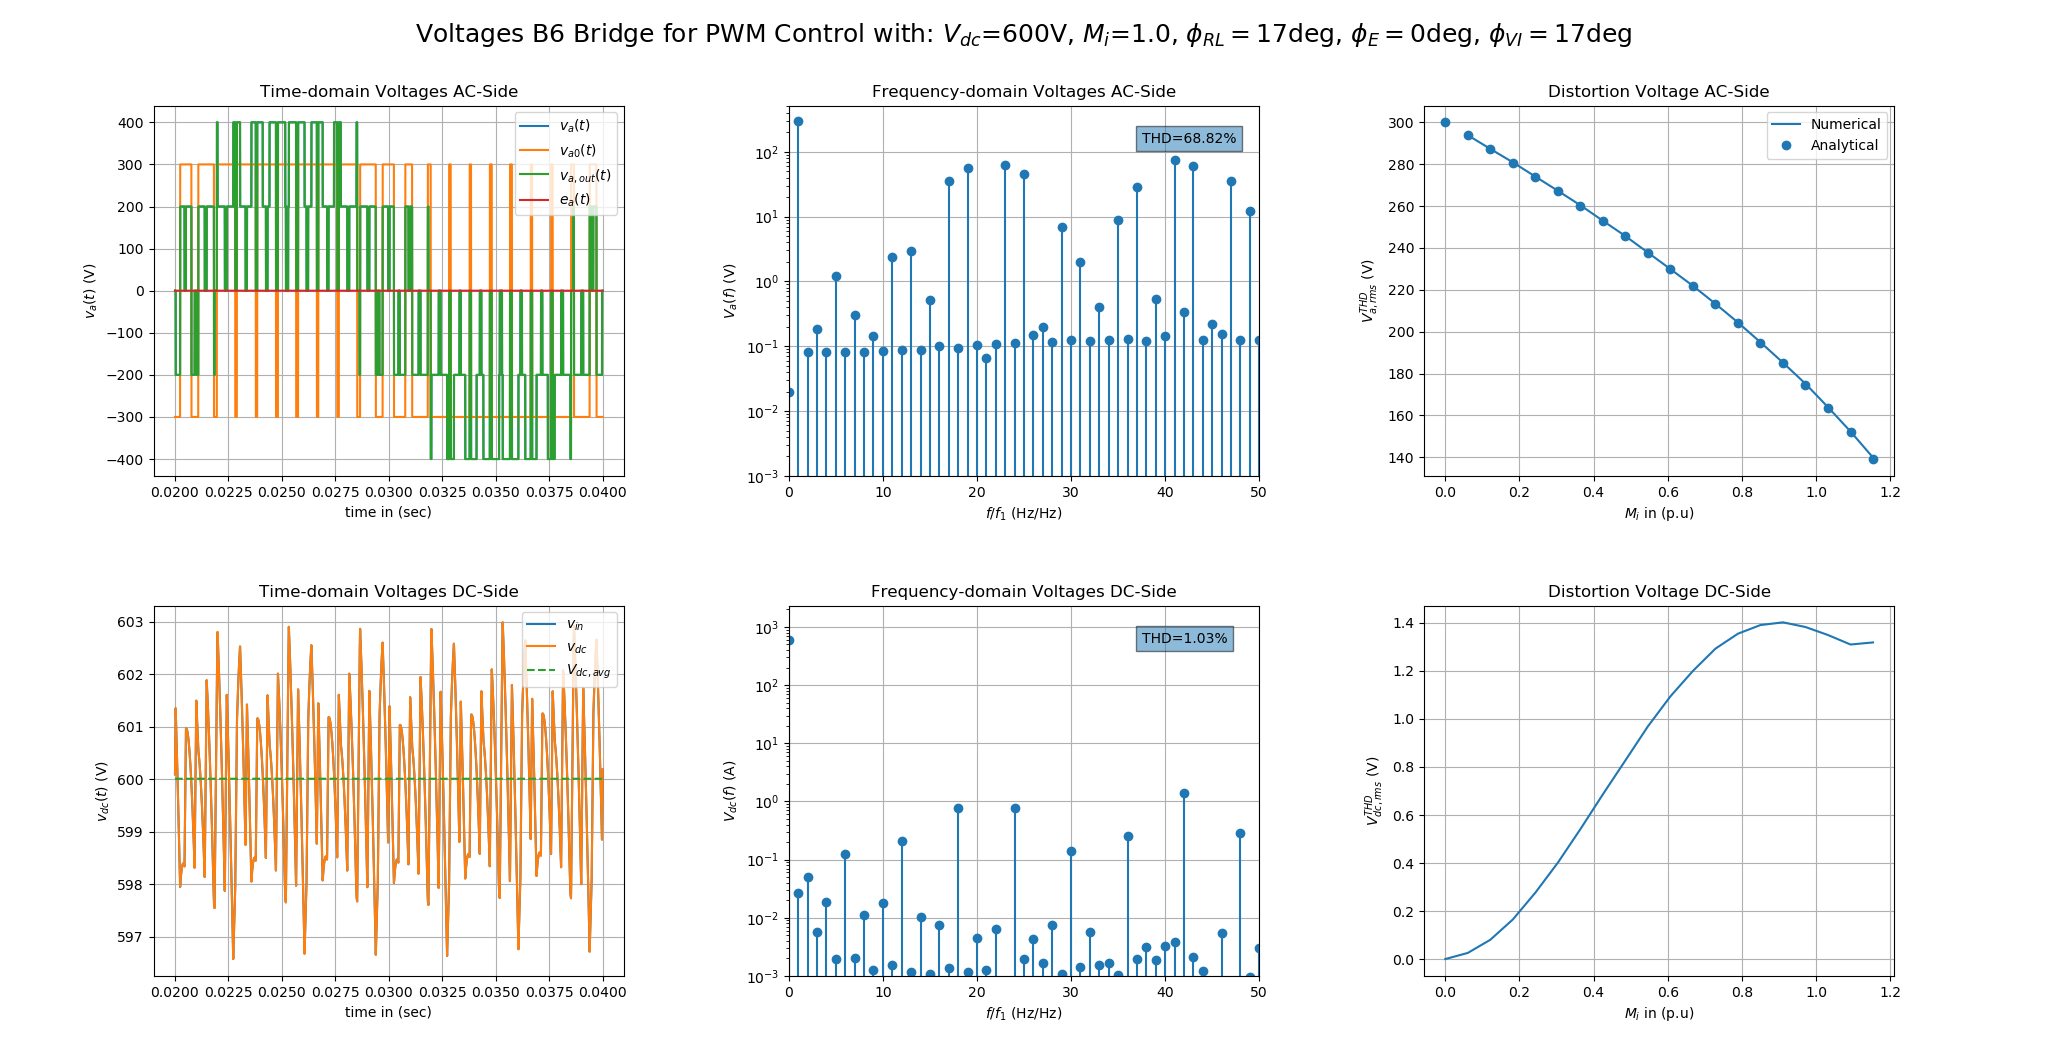 Voltages B6 Bridge for PWM Control with: V_dc=600V, M_i=1.0, ϕ_RL = 17deg, ϕ_E = 0deg, ϕ_VI = 17deg
Time-domain Voltages AC-Side
400
300
200
100
0
−100
−200
−300
−400
v_a(t) (V)
v_a(t)
v_a0(t)
v_a,out(t)
e_a(t)
0.0200 0.0225 0.0250 0.0275 0.0300 0.0325 0.0350 0.0375 0.0400
time in (sec)
Frequency-domain Voltages AC-Side
THD=68.82%
10^2
10^1
10^0
10^−1
10^−2
10^−3
V_a(f) (V)
0 10 20 30 40 50
f/f_1 (Hz/Hz)
Distortion Voltage AC-Side
Numerical
Analytical
300
280
260
240
220
200
180
160
140
V_a,rms^THD (V)
0.0 0.2 0.4 0.6 0.8 1.0 1.2
M_i in (p.u)
Time-domain Voltages DC-Side
603
602
601
600
599
598
597
v_dc(t) (V)
v_in
v_dc
V_dc,avg
0.0200 0.0225 0.0250 0.0275 0.0300 0.0325 0.0350 0.0375 0.0400
time in (sec)
Frequency-domain Voltages DC-Side
THD=1.03%
10^3
10^2
10^1
10^0
10^−1
10^−2
10^−3
V_dc(f) (A)
0 10 20 30 40 50
f/f_1 (Hz/Hz)
Distortion Voltage DC-Side
1.4
1.2
1.0
0.8
0.6
0.4
0.2
0.0
V_dc,rms^THD (V)
0.0 0.2 0.4 0.6 0.8 1.0 1.2
M_i in (p.u)